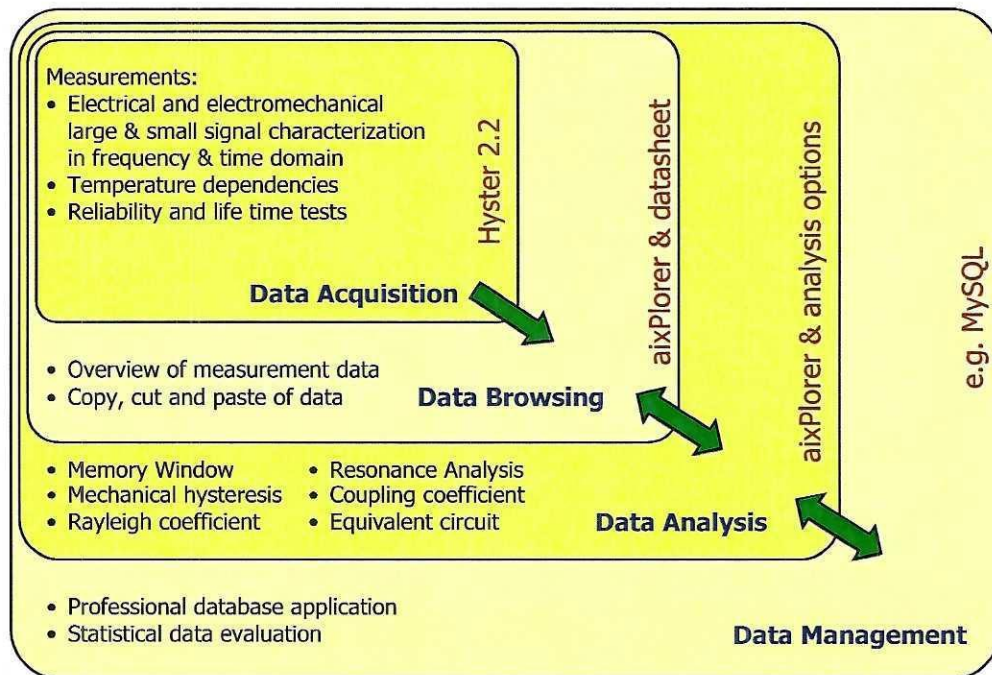 Measurements:
• Electrical and electromechanical
large & small signal characterization
in frequency & time domain
• Temperature dependencies
• Reliability and life time tests
Hyster 2.2
Data Acquisition
• Overview of measurement data
• Copy, cut and paste of data
aixPlorer & datasheet
Data Browsing
• Memory Window
• Mechanical hysteresis
• Rayleigh coefficient
• Resonance Analysis
• Coupling coefficient
• Equivalent circuit
aixPlorer & analysis options
Data Analysis
• Professional database application
• Statistical data evaluation
e.g. MySQL
Data Management